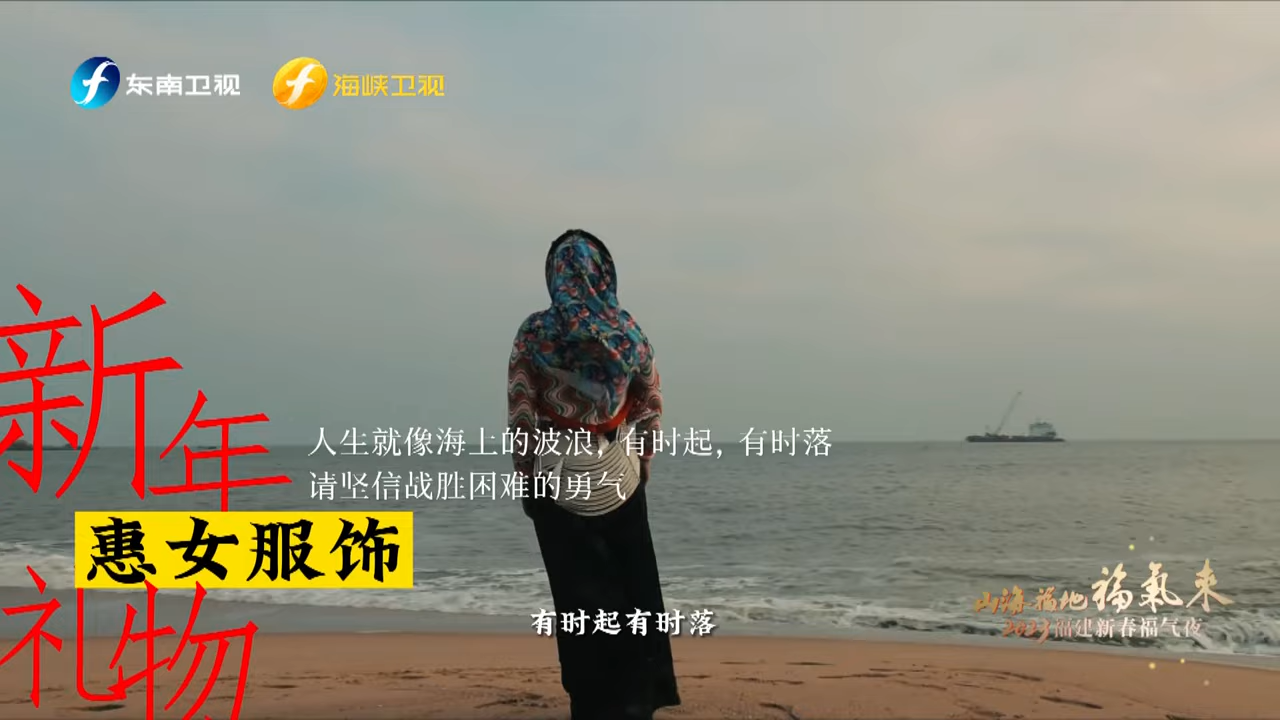 东南卫视
海峡卫视
新年
人生就像海上的波浪，有时起，有时落
请坚信战胜困难的勇气
惠女服饰
礼物
有时起有时落
山海福地福氣来
2023福建新春福气夜